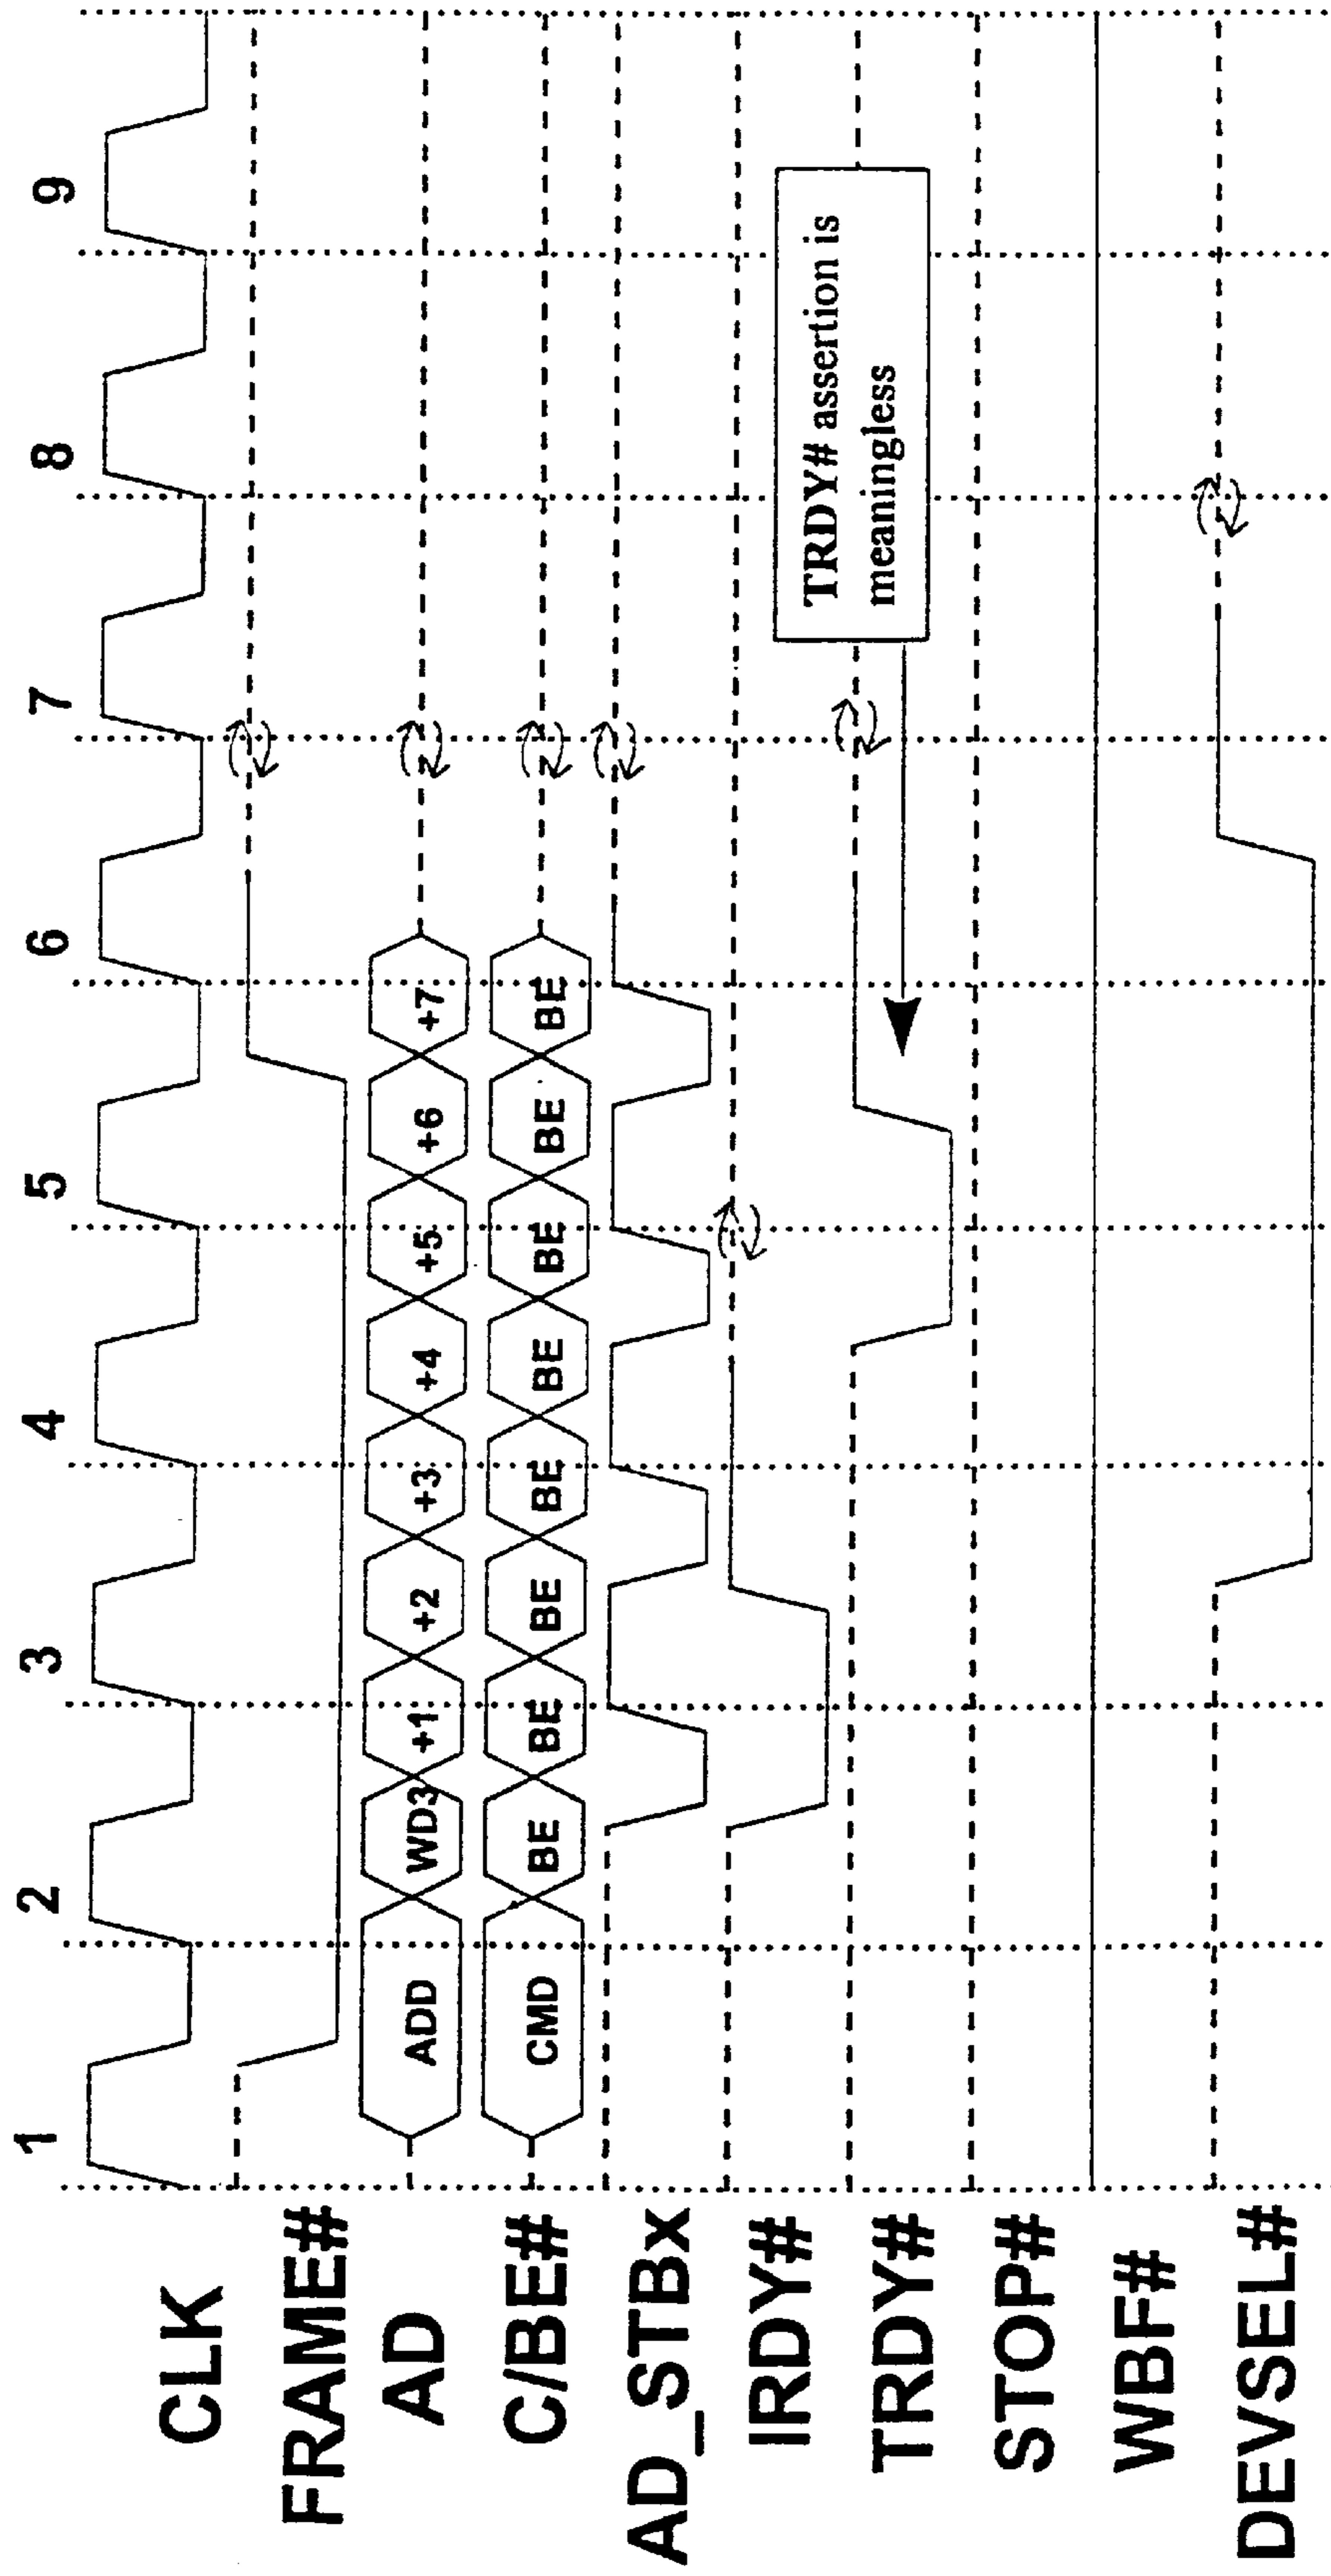 1 2 3 4 5 6 7 8 9
CLK
FRAME#
AD ADD WD3 +1 +2 +3 +4 +5 +6 +7
C/BE# CMD BE BE BE BE BE BE BE BE
AD_STBx
IRDY#
TRDY#
TRDY# assertion is
meaningless
STOP#
WBF#
DEVSEL#